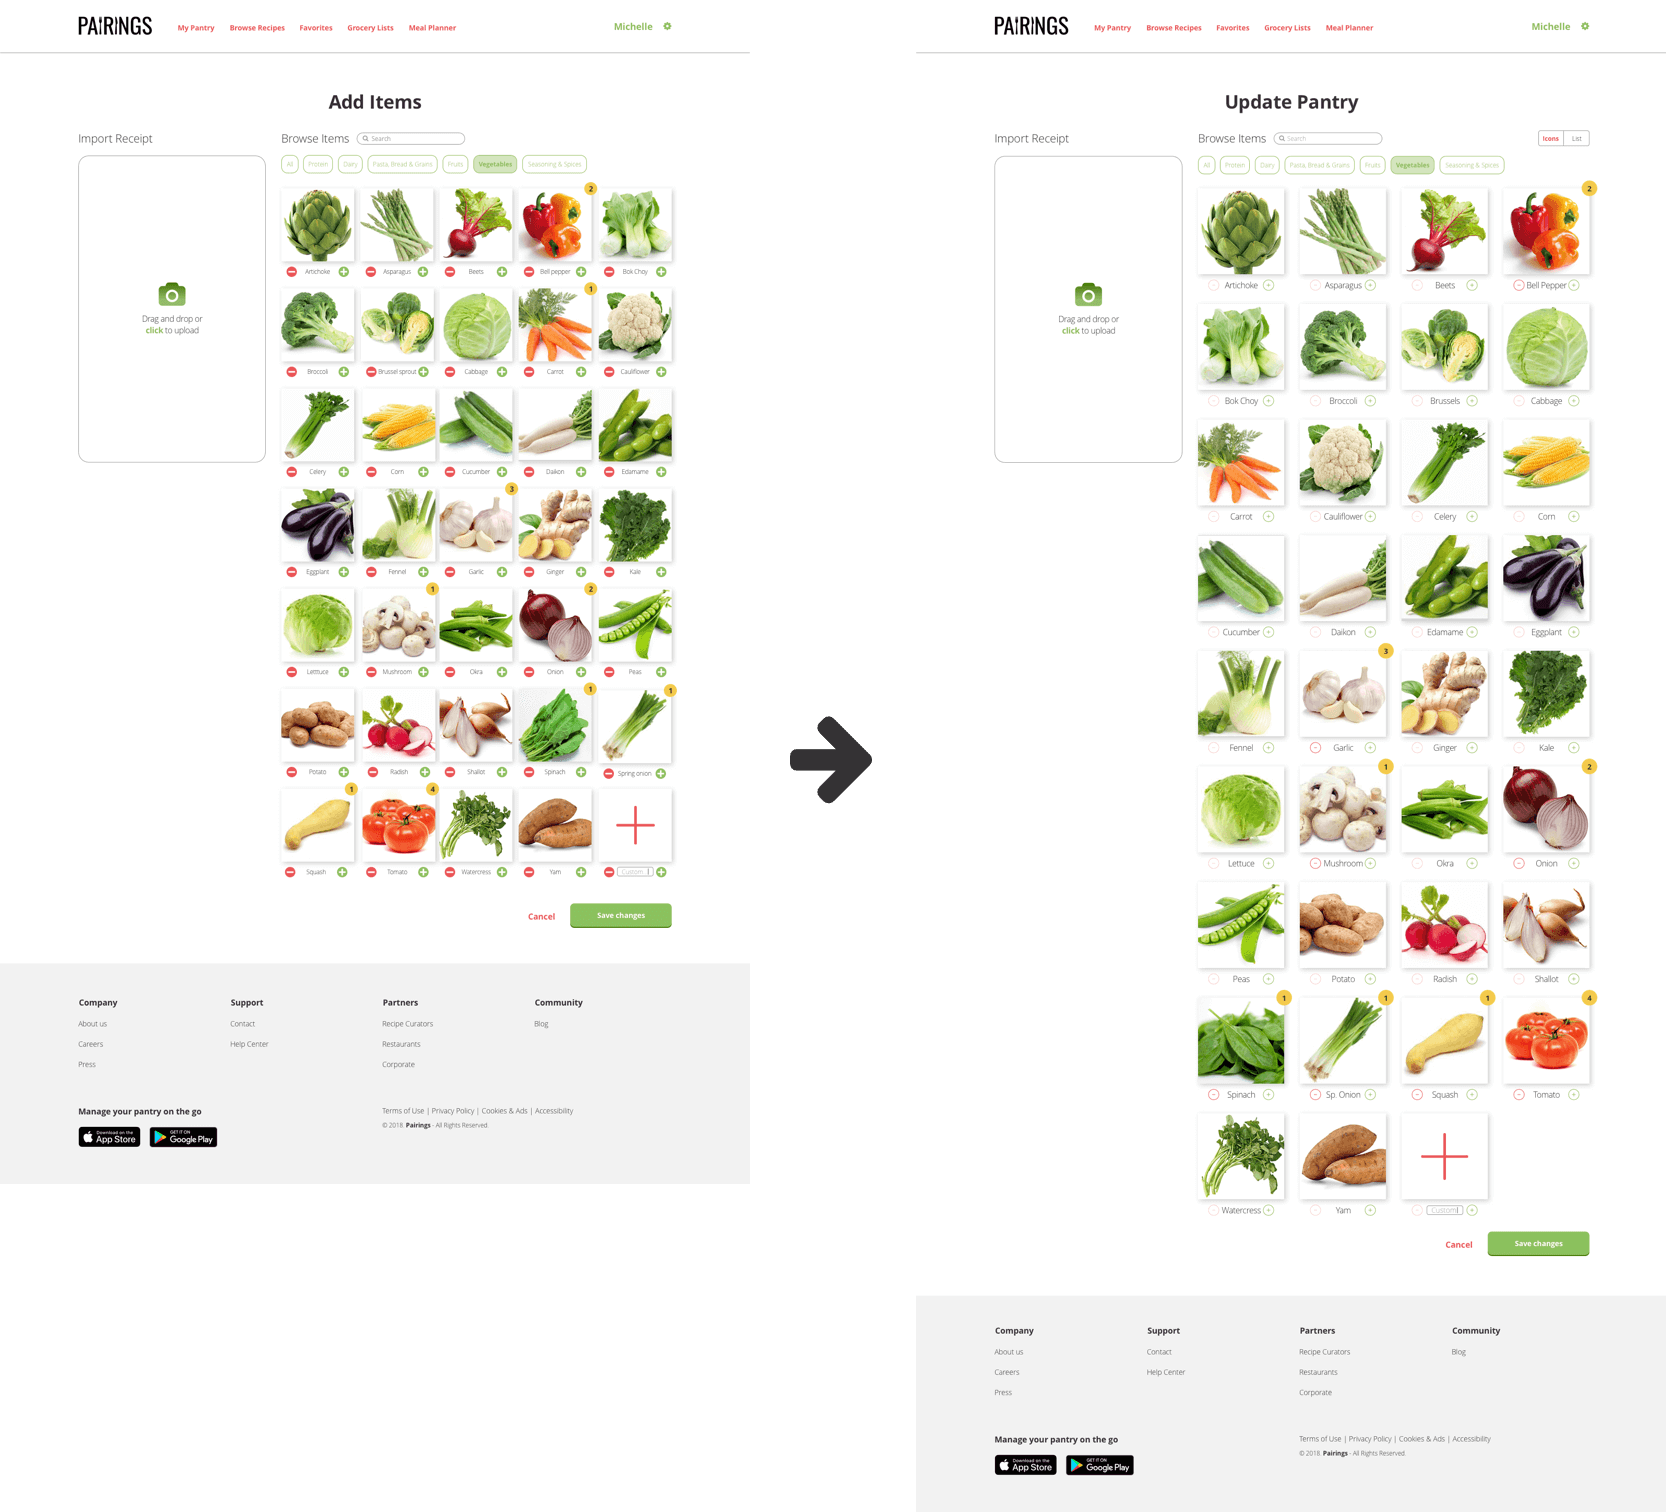 PAIRINGS My Pantry Browse Recipes Favorites Grocery Lists Meal Planner Michelle
Add Items
Import Receipt Browse Items Search
All Protein Dairy Pasta, Bread & Grains Fruits Vegetables Seasoning & Spices
2
Artichoke Asparagus Beets Bell pepper Bok Choy
1
Drag and drop or
click to upload
Broccoli Brussel sprout Cabbage Carrot Cauliflower
Celery Corn Cucumber Daikon Edamame
3
Eggplant Fennel Garlic Ginger Kale
1 2
Lettuce Mushroom Okra Onion Peas
1 1
Potato Radish Shallot Spinach Spring onion
1 4
Squash Tomato Watercress Yam Custom
Cancel Save changes
Company Support Partners Community
About us Contact Recipe Curators Blog
Careers Help Center Restaurants
Press Corporate
Manage your pantry on the go
Terms of Use | Privacy Policy | Cookies & Ads | Accessibility
© 2018 Pairings - All Rights Reserved.
Download on the App Store GET IT ON Google Play
PAIRINGS My Pantry Browse Recipes Favorites Grocery Lists Meal Planner Michelle
Update Pantry
Import Receipt Browse Items Search Icons List
All Protein Dairy Pasta, Bread & Grains Fruits Vegetables Seasoning & Spices
2
Artichoke Asparagus Beets Bell Pepper
Drag and drop or
click to upload
Bok Choy Broccoli Brussels Cabbage
Carrot Cauliflower Celery Corn
Cucumber Daikon Edamame Eggplant
3
Fennel Garlic Ginger Kale
1 2
Lettuce Mushroom Okra Onion
Peas Potato Radish Shallot
1 1 1 4
Spinach Sp. Onion Squash Tomato
Watercress Yam Custom
Cancel Save changes
Company Support Partners Community
About us Contact Recipe Curators Blog
Careers Help Center Restaurants
Press Corporate
Manage your pantry on the go
Terms of Use | Privacy Policy | Cookies & Ads | Accessibility
© 2018 Pairings - All Rights Reserved.
Download on the App Store GET IT ON Google Play